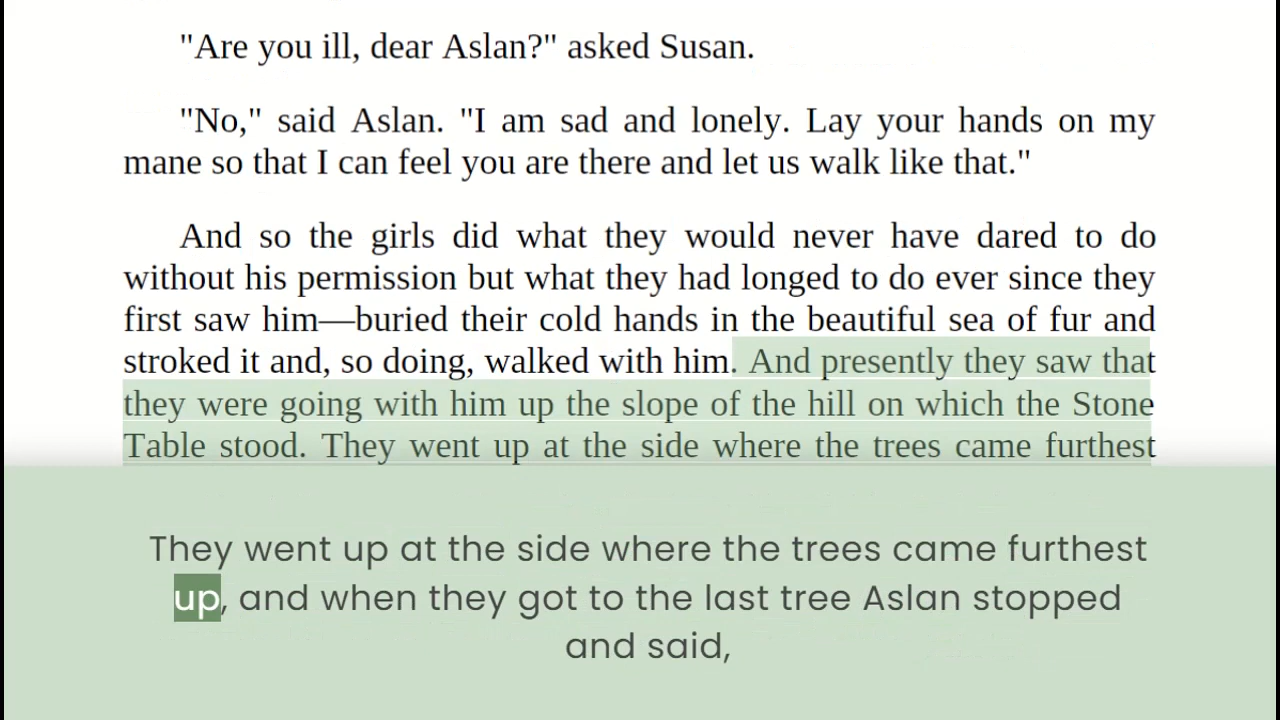 "Are you ill, dear Aslan?" asked Susan.
"No," said Aslan. "I am sad and lonely. Lay your hands on my
mane so that I can feel you are there and let us walk like that."
And so the girls did what they would never have dared to do
without his permission but what they had longed to do ever since they
first saw him—buried their cold hands in the beautiful sea of fur and
stroked it and, so doing, walked with him. And presently they saw that
they were going with him up the slope of the hill on which the Stone
Table stood. They went up at the side where the trees came furthest
They went up at the side where the trees came furthest
up, and when they got to the last tree Aslan stopped
and said,